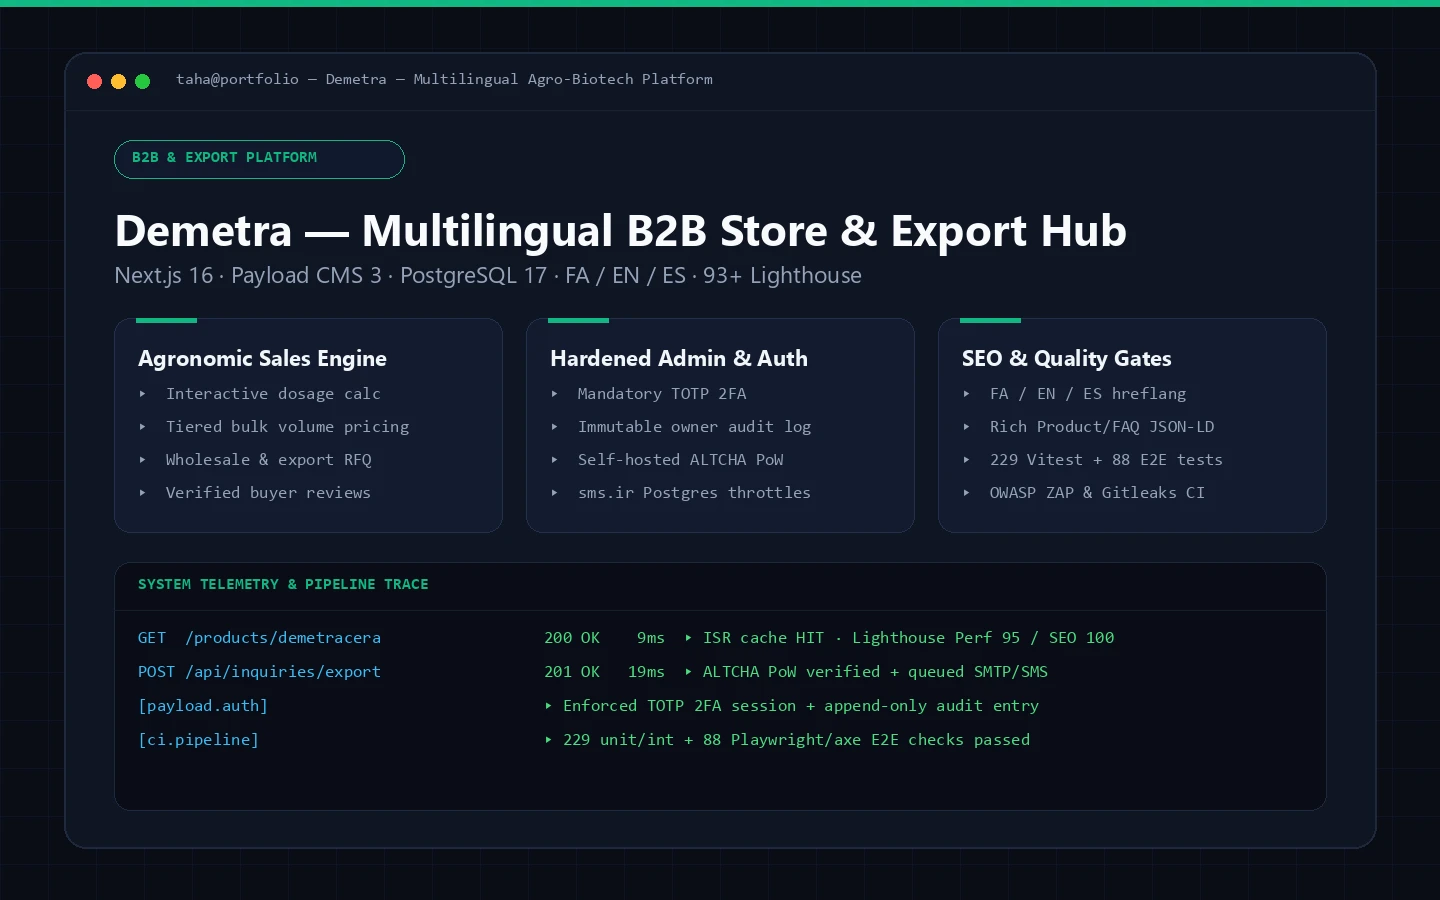 taha@portfolio — Demetra — Multilingual Agro-Biotech Platform
B2B & EXPORT PLATFORM
Demetra — Multilingual B2B Store & Export Hub
Next.js 16 · Payload CMS 3 · PostgreSQL 17 · FA / EN / ES · 93+ Lighthouse
Agronomic Sales Engine
▸ Interactive dosage calc
▸ Tiered bulk volume pricing
▸ Wholesale & export RFQ
▸ Verified buyer reviews
Hardened Admin & Auth
▸ Mandatory TOTP 2FA
▸ Immutable owner audit log
▸ Self-hosted ALTCHA PoW
▸ sms.ir Postgres throttles
SEO & Quality Gates
▸ FA / EN / ES hreflang
▸ Rich Product/FAQ JSON-LD
▸ 229 Vitest + 88 E2E tests
▸ OWASP ZAP & Gitleaks CI
SYSTEM TELEMETRY & PIPELINE TRACE
GET /products/demetracera 200 OK 9ms ▸ ISR cache HIT · Lighthouse Perf 95 / SEO 100
POST /api/inquiries/export 201 OK 19ms ▸ ALTCHA PoW verified + queued SMTP/SMS
[payload.auth] ▸ Enforced TOTP 2FA session + append-only audit entry
[ci.pipeline] ▸ 229 unit/int + 88 Playwright/axe E2E checks passed